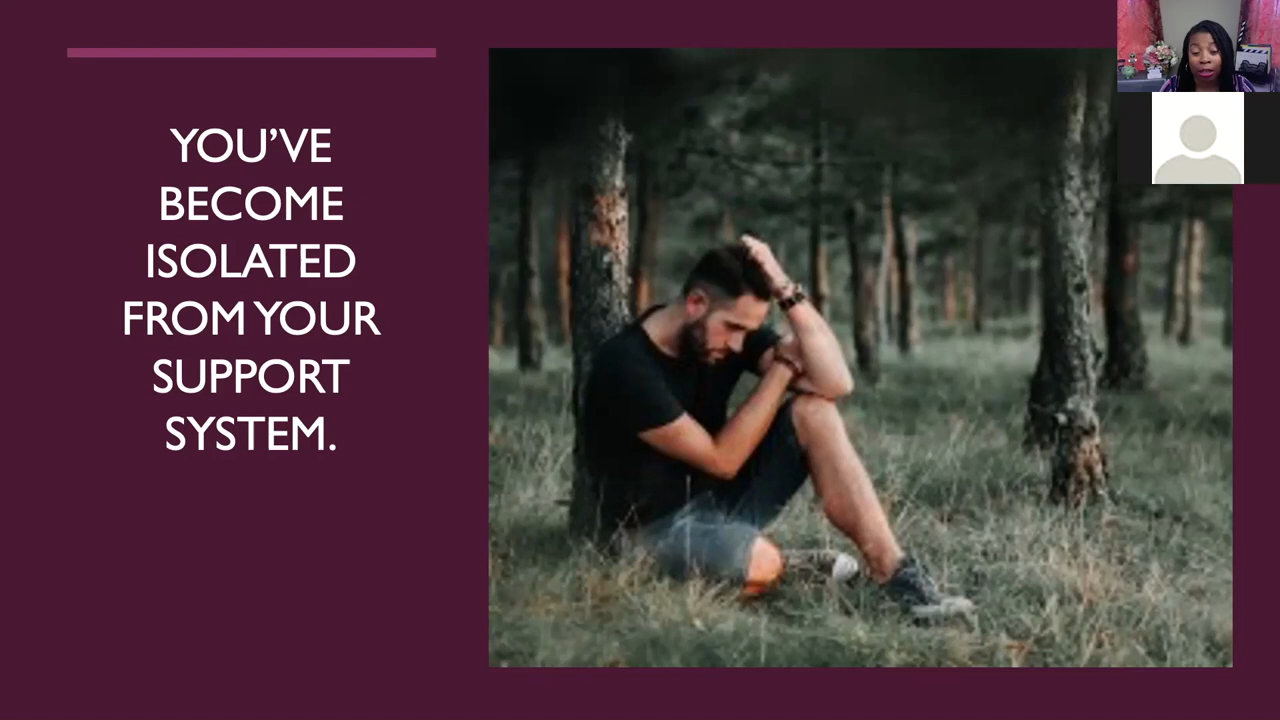 YOU’VE
BECOME
ISOLATED
FROM YOUR
SUPPORT
SYSTEM.